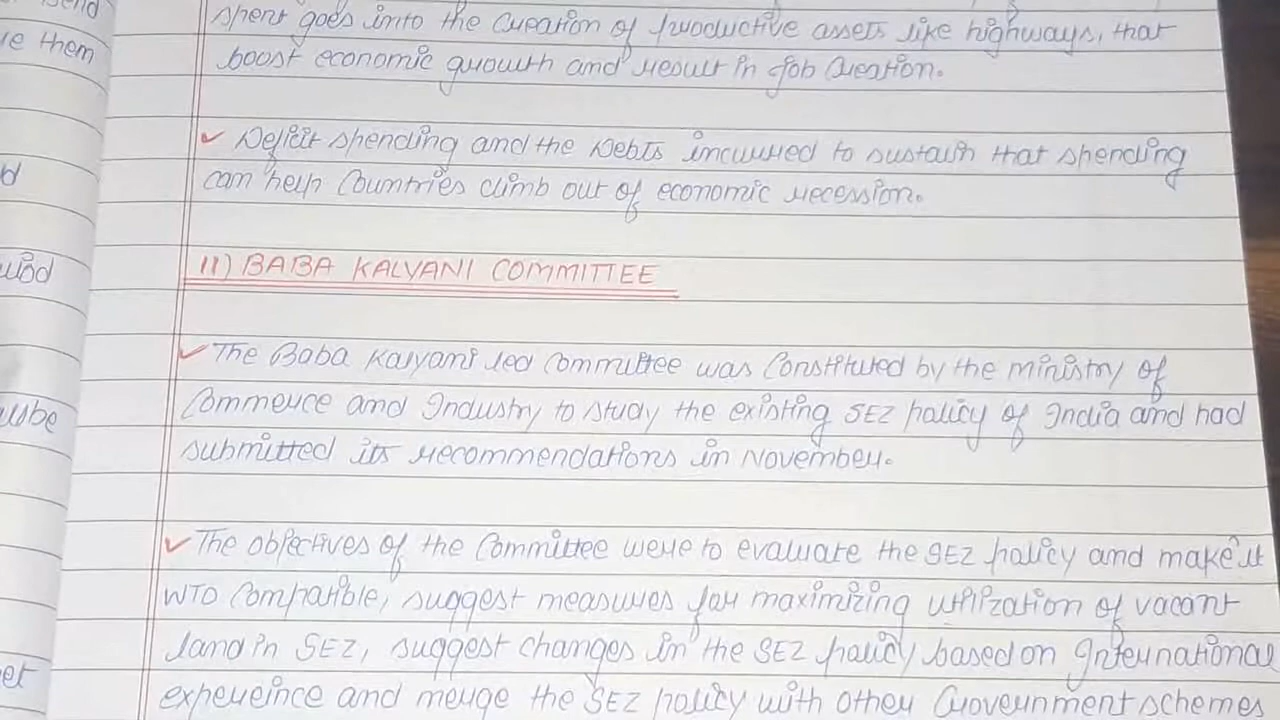 spent goes into the creation of productive assets like highways, that
boost economic growth and result in job creation.
✓ Deficit spending and the Debts incurred to sustain that spending
can help Countries climb out of economic recession.
11) BABA KALYANI COMMITTEE
✓ The Baba Kalyani led Committee was Constituted by the ministry of
Commerce and Industry to study the existing SEZ policy of India and had
submitted its recommendations in November.
✓ The objectives of the Committee were to evaluate the SEZ policy and make it
WTO Compatible, suggest measures for maximizing utilization of vacant
land in SEZ, suggest changes in the SEZ policy based on International
expereince and merge the SEZ policy with other Government schemes